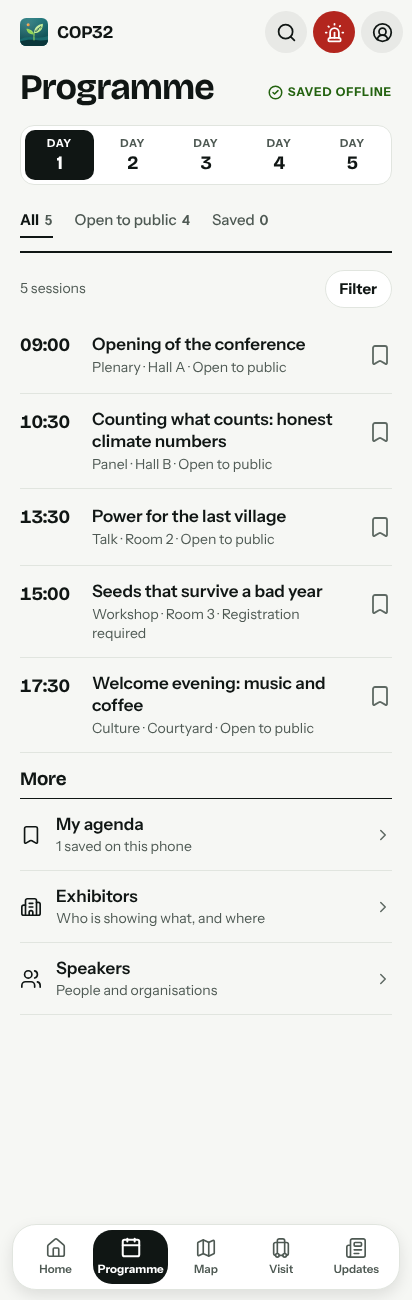 COP32
Programme
SAVED OFFLINE
DAY DAY DAY DAY DAY
1 2 3 4 5
All 5 Open to public 4 Saved 0
5 sessions
Filter
09:00 Opening of the conference
Plenary · Hall A · Open to public
10:30 Counting what counts: honest
climate numbers
Panel · Hall B · Open to public
13:30 Power for the last village
Talk · Room 2 · Open to public
15:00 Seeds that survive a bad year
Workshop · Room 3 · Registration
required
17:30 Welcome evening: music and
coffee
Culture · Courtyard · Open to public
More
My agenda
1 saved on this phone
Exhibitors
Who is showing what, and where
Speakers
People and organisations
Home Programme Map Visit Updates